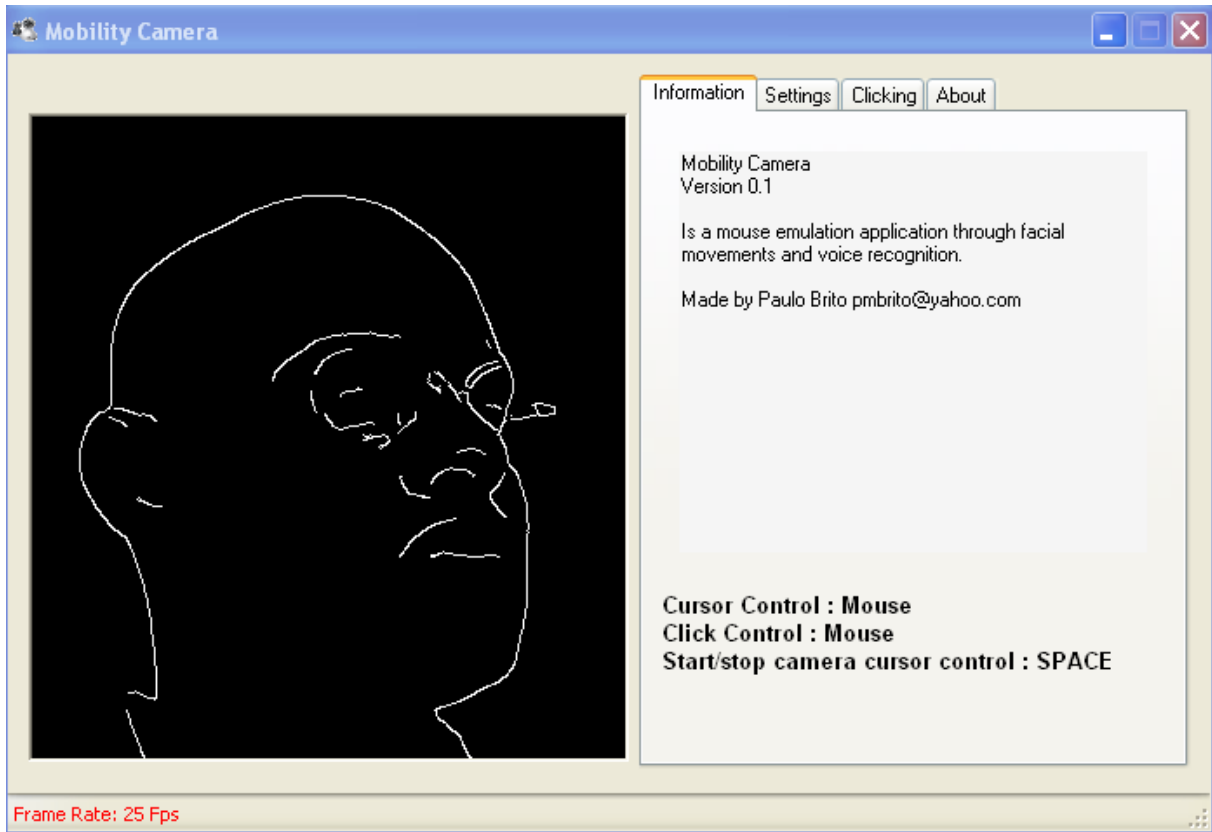 Mobility Camera
Information
Settings
Clicking
About
Mobility Camera
Version 0.1
Is a mouse emulation application through facial
movements and voice recognition.
Made by Paulo Brito pmbrito@yahoo.com
Cursor Control : Mouse
Click Control : Mouse
Start/stop camera cursor control : SPACE
Frame Rate: 25 Fps